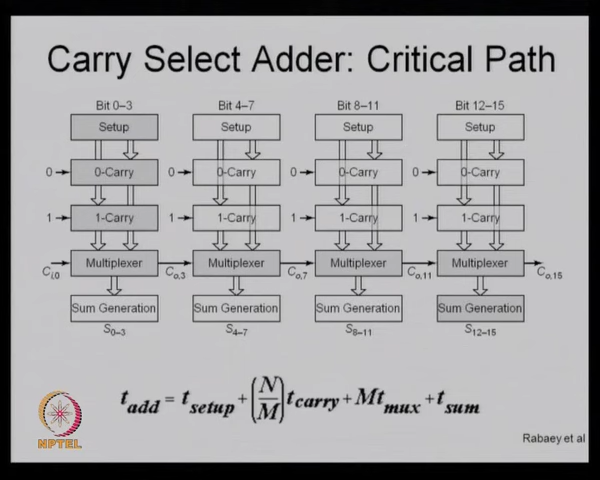 Carry Select Adder: Critical Path
Bit 0–3 Bit 4–7 Bit 8–11 Bit 12–15
Setup Setup Setup Setup
0 0-Carry 0 0-Carry 0 0-Carry 0 0-Carry
1 1-Carry 1 1-Carry 1 1-Carry 1 1-Carry
Ci,0 Multiplexer Co,3 Multiplexer Co,7 Multiplexer Co,11 Multiplexer Co,15
Sum Generation Sum Generation Sum Generation Sum Generation
S0–3 S4–7 S8–11 S12–15
tadd = tsetup + (N/M) tcarry + Mtmux + tsum
NPTEL
Rabaey et al